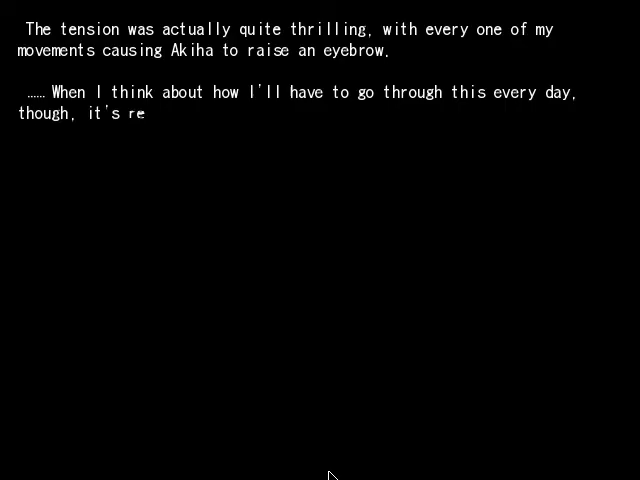 The tension was actually quite thrilling, with every one of my
movements causing Akiha to raise an eyebrow.
…… When I think about how I'll have to go through this every day,
though, it's re